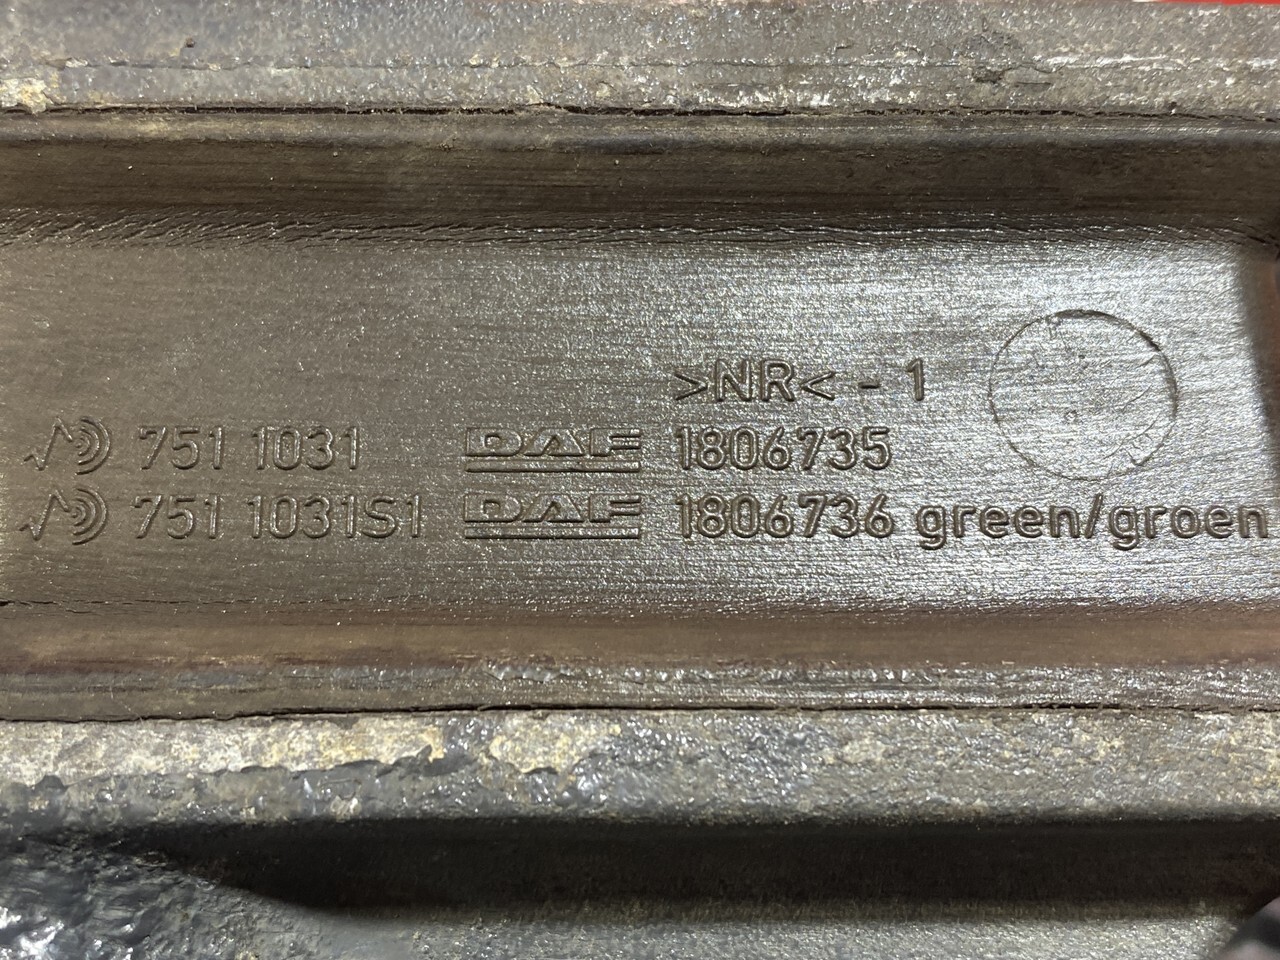 >NR< - 1
751 1031 DAF 1806735
751 1031S1 DAF 1806736 green/groen